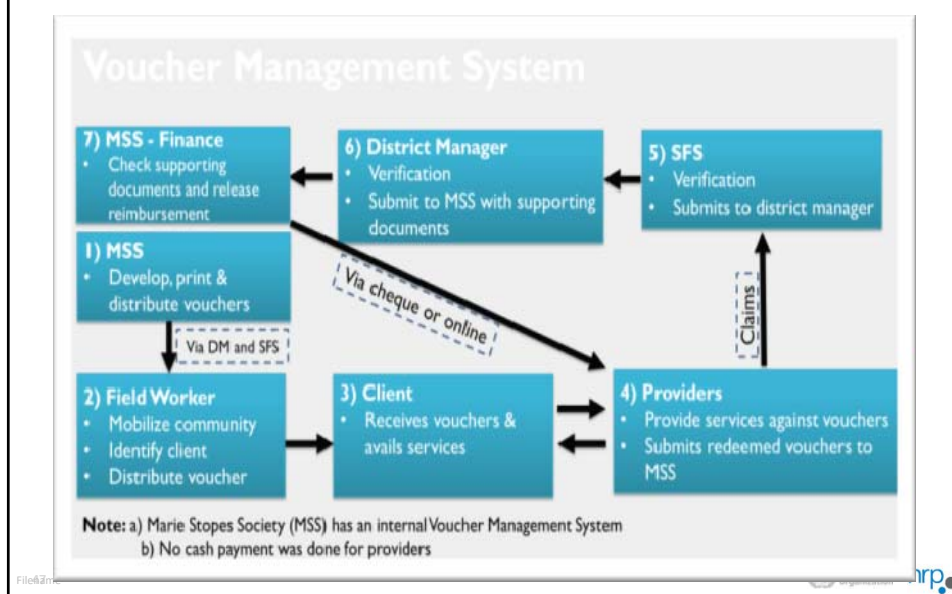 Voucher Management System
7) MSS - Finance
• Check supporting
documents and release
reimbursement
6) District Manager
• Verification
• Submit to MSS with supporting
documents
5) SFS
• Verification
• Submits to district manager
1) MSS
• Develop, print &
distribute vouchers
Via cheque or online
Claims
Via DM and SFS
2) Field Worker
• Mobilize community
• Identify client
• Distribute voucher
3) Client
• Receives vouchers &
avails services
4) Providers
• Provide services against vouchers
• Submits redeemed vouchers to
MSS
Note: a) Marie Stopes Society (MSS) has an internal Voucher Management System
b) No cash payment was done for providers
hrp.